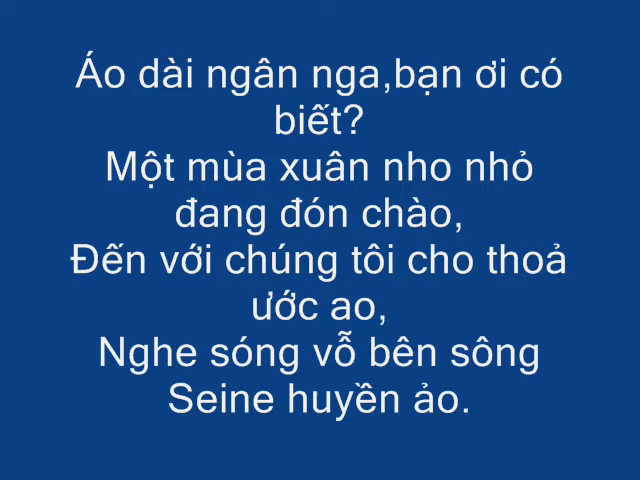 Áo dài ngân nga,bạn ơi có
biết?
Một mùa xuân nho nhỏ
đang đón chào,
Đến với chúng tôi cho thoả
ước ao,
Nghe sóng vỗ bên sông
Seine huyền ảo.